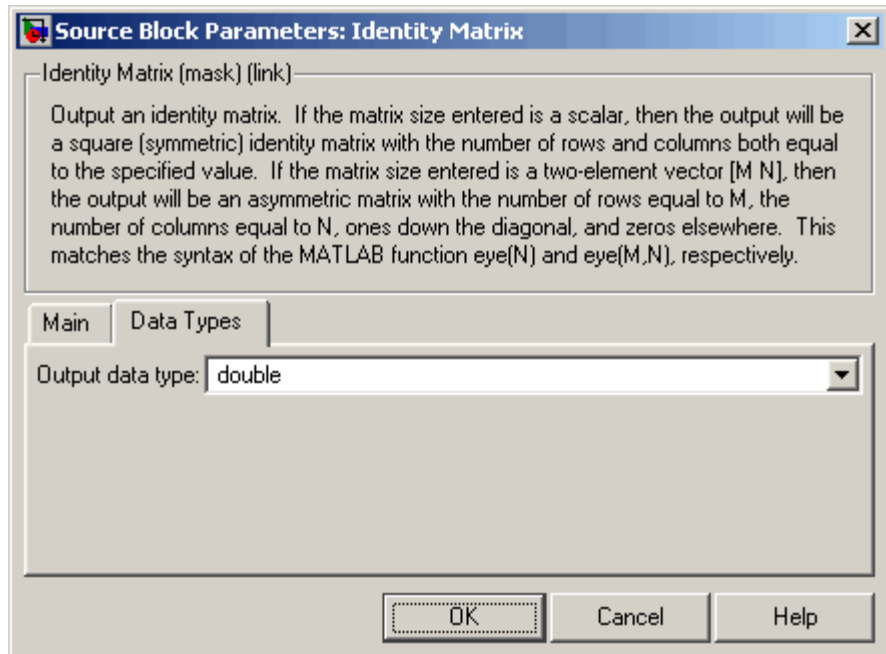 Source Block Parameters: Identity Matrix
Identity Matrix (mask) (link)
Output an identity matrix. If the matrix size entered is a scalar, then the output will be
a square (symmetric) identity matrix with the number of rows and columns both equal
to the specified value. If the matrix size entered is a two-element vector [M N], then
the output will be an asymmetric matrix with the number of rows equal to M, the
number of columns equal to N, ones down the diagonal, and zeros elsewhere. This
matches the syntax of the MATLAB function eye(N) and eye(M,N), respectively.
Main Data Types
Output data type: double
OK Cancel Help